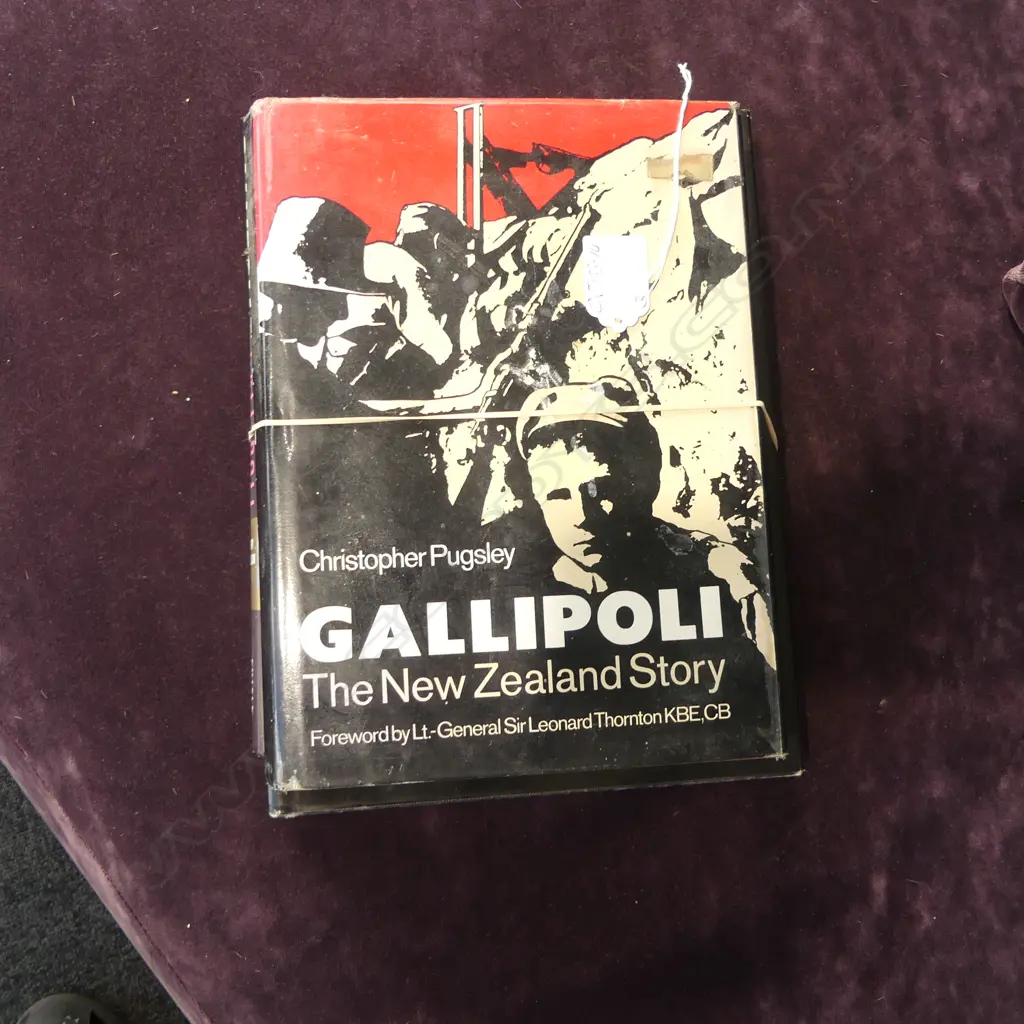 Christopher Pugsley
GALLIPOLI
The New Zealand Story
Foreword by Lt.-General Sir Leonard Thornton KBE, CB